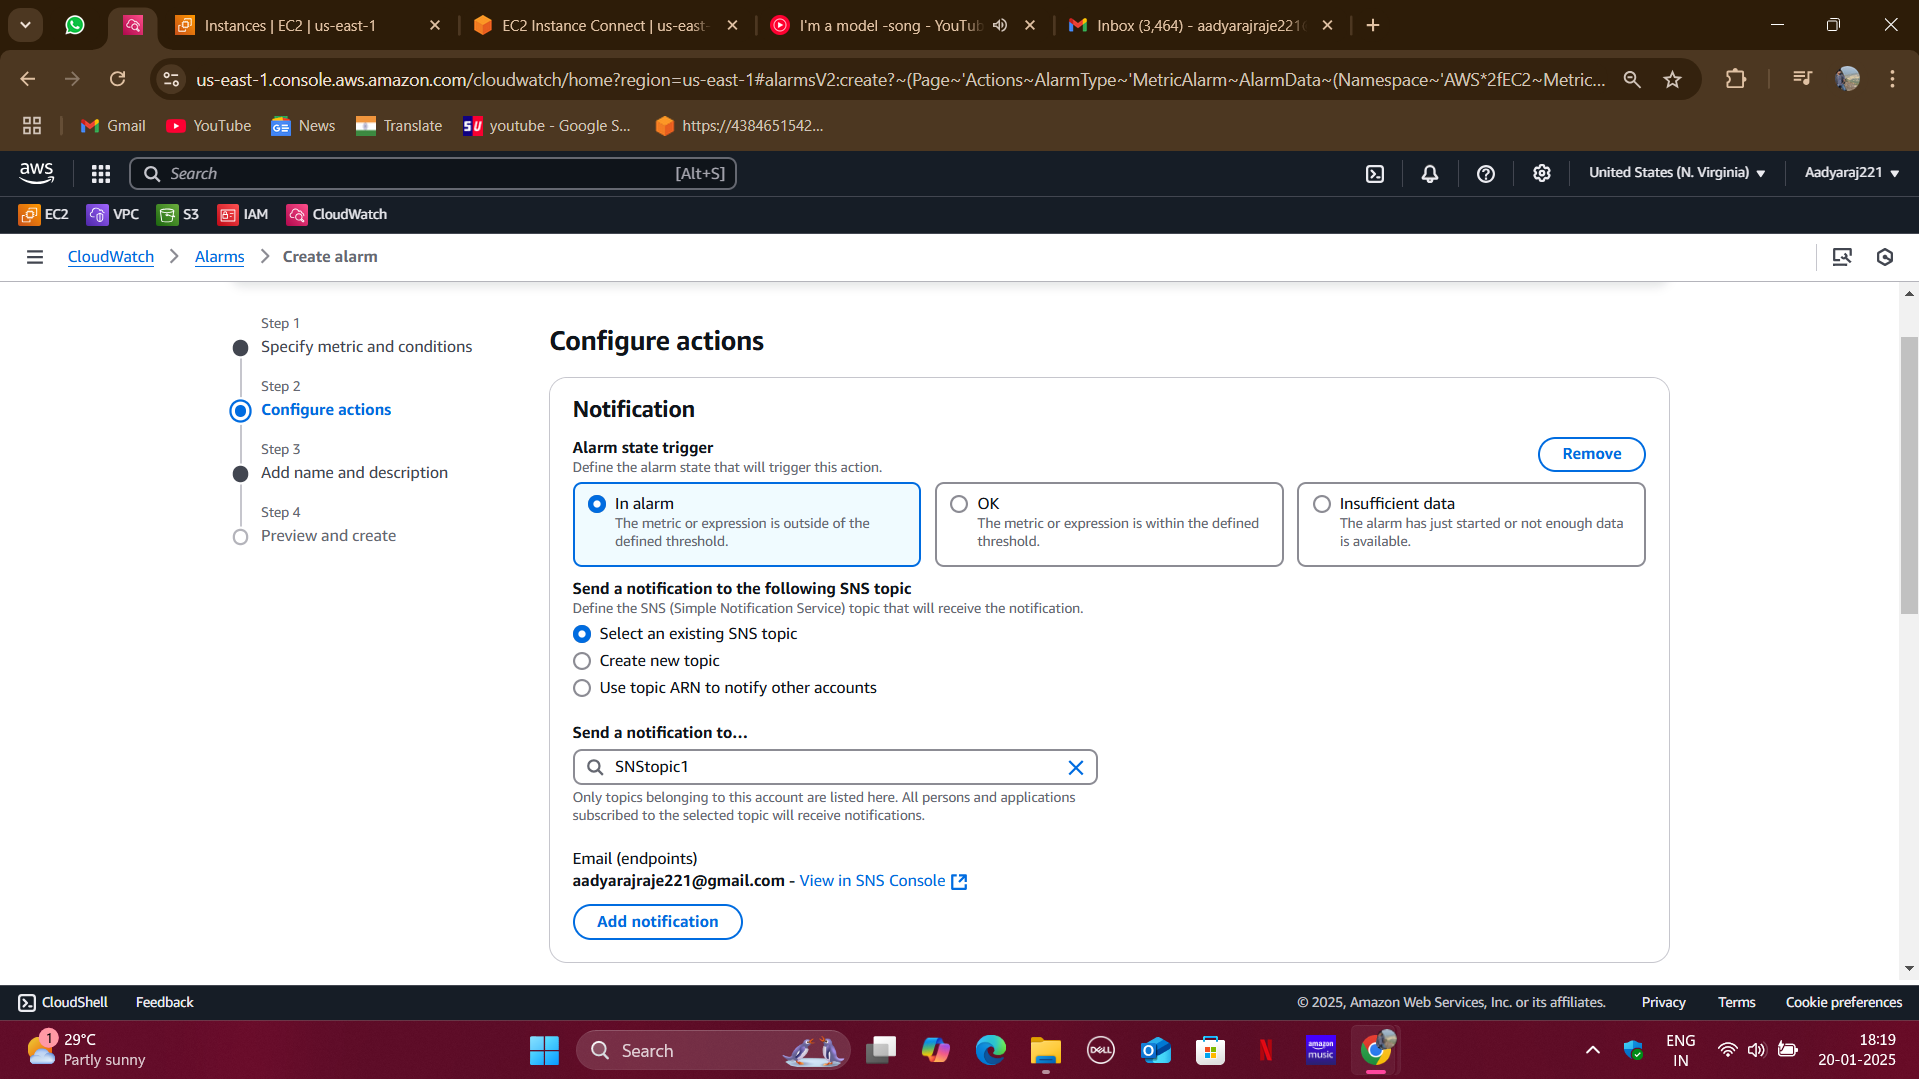 Instances | EC2 | us-east-1
EC2 Instance Connect | us-east-
I'm a model -song - YouTub
Inbox (3,464) - aadyarajraje221
us-east-1.console.aws.amazon.com/cloudwatch/home?region=us-east-1#alarmsV2:create?~(Page~'Actions~AlarmType~'MetricAlarm~AlarmData~(Namespace~'AWS*2fEC2~Metric...
Gmail
YouTube
News
Translate
SU
youtube - Google S...
https://4384651542...
aws
Search
[Alt+S]
United States (N. Virginia)
Aadyaraj221
EC2
VPC
S3
IAM
CloudWatch
CloudWatch
Alarms
Create alarm
Step 1
Specify metric and conditions
Step 2
Configure actions
Step 3
Add name and description
Step 4
Preview and create
Configure actions
Notification
Alarm state trigger
Define the alarm state that will trigger this action.
Remove
In alarm
The metric or expression is outside of the
defined threshold.
OK
The metric or expression is within the defined
threshold.
Insufficient data
The alarm has just started or not enough data
is available.
Send a notification to the following SNS topic
Define the SNS (Simple Notification Service) topic that will receive the notification.
Select an existing SNS topic
Create new topic
Use topic ARN to notify other accounts
Send a notification to…
SNStopic1
Only topics belonging to this account are listed here. All persons and applications
subscribed to the selected topic will receive notifications.
Email (endpoints)
aadyarajraje221@gmail.com - View in SNS Console
Add notification
CloudShell
Feedback
© 2025, Amazon Web Services, Inc. or its affiliates.
Privacy
Terms
Cookie preferences
1
29°C
Partly sunny
Search
DELL
amazon
music
ENG
IN
18:19
20-01-2025